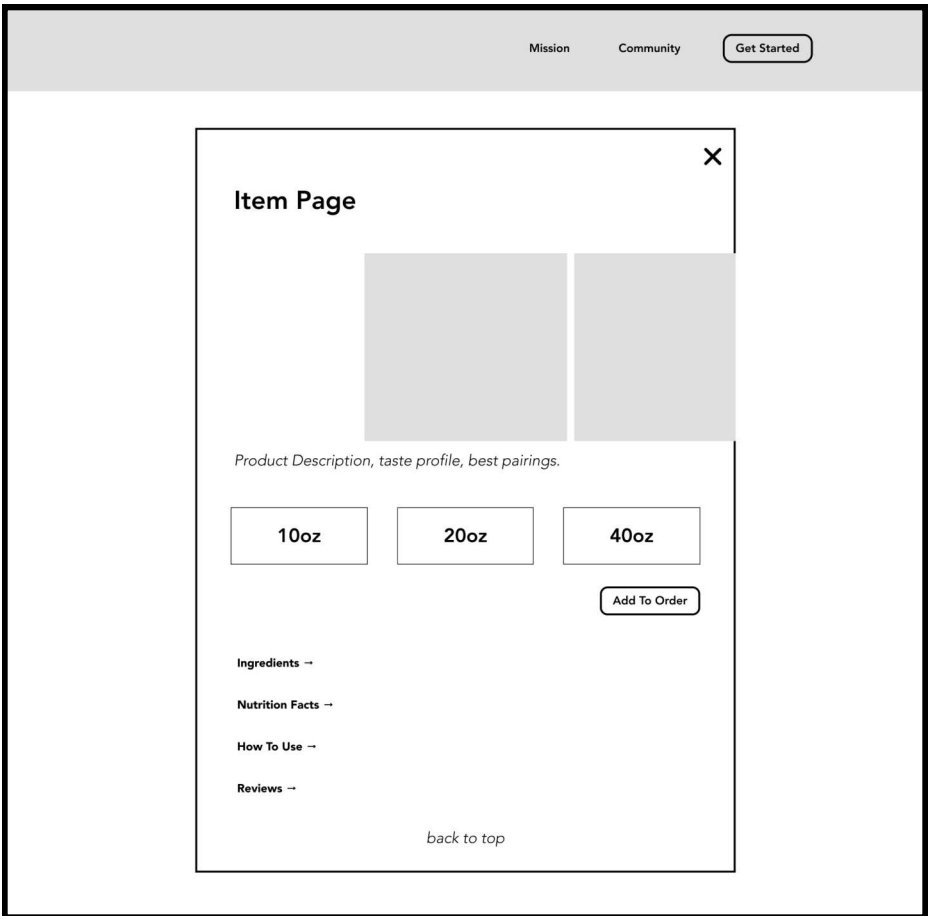 Mission Community Get Started
Item Page
Product Description, taste profile, best pairings.
10oz 20oz 40oz
Add To Order
Ingredients →
Nutrition Facts →
How To Use →
Reviews →
back to top